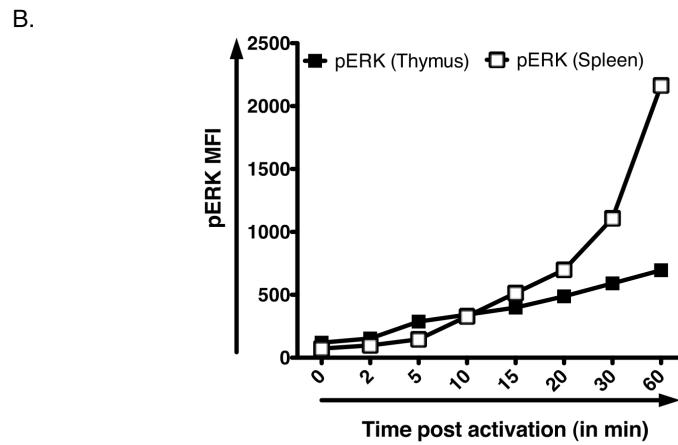 B.
2500
pERK (Thymus) pERK (Spleen)
2000
1500
1000
500
0
pERK MFI
0 2 5 10 15 20 30 60
Time post activation (in min)